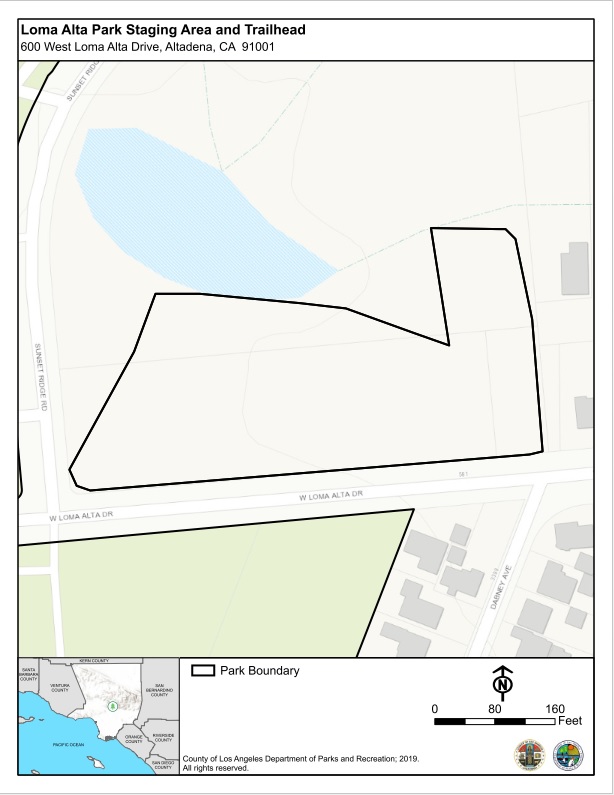 Loma Alta Park Staging Area and Trailhead
600 West Loma Alta Drive, Altadena, CA 91001
SUNSET RIDG
SUNSET RIDGE RD
581
W LOMA ALTA DR
W LOMA ALTA DR
DABNEY AVE
KERN COUNTY
SANTA
BARBARA
COUNTY
VENTURA
COUNTY
SAN
BERNARDINO
COUNTY
ORANGE
COUNTY
RIVERSIDE
COUNTY
PACIFIC OCEAN
SAN DIEGO
COUNTY
Park Boundary
N
0 80 160
Feet
County of Los Angeles Department of Parks and Recreation; 2019.
All rights reserved.